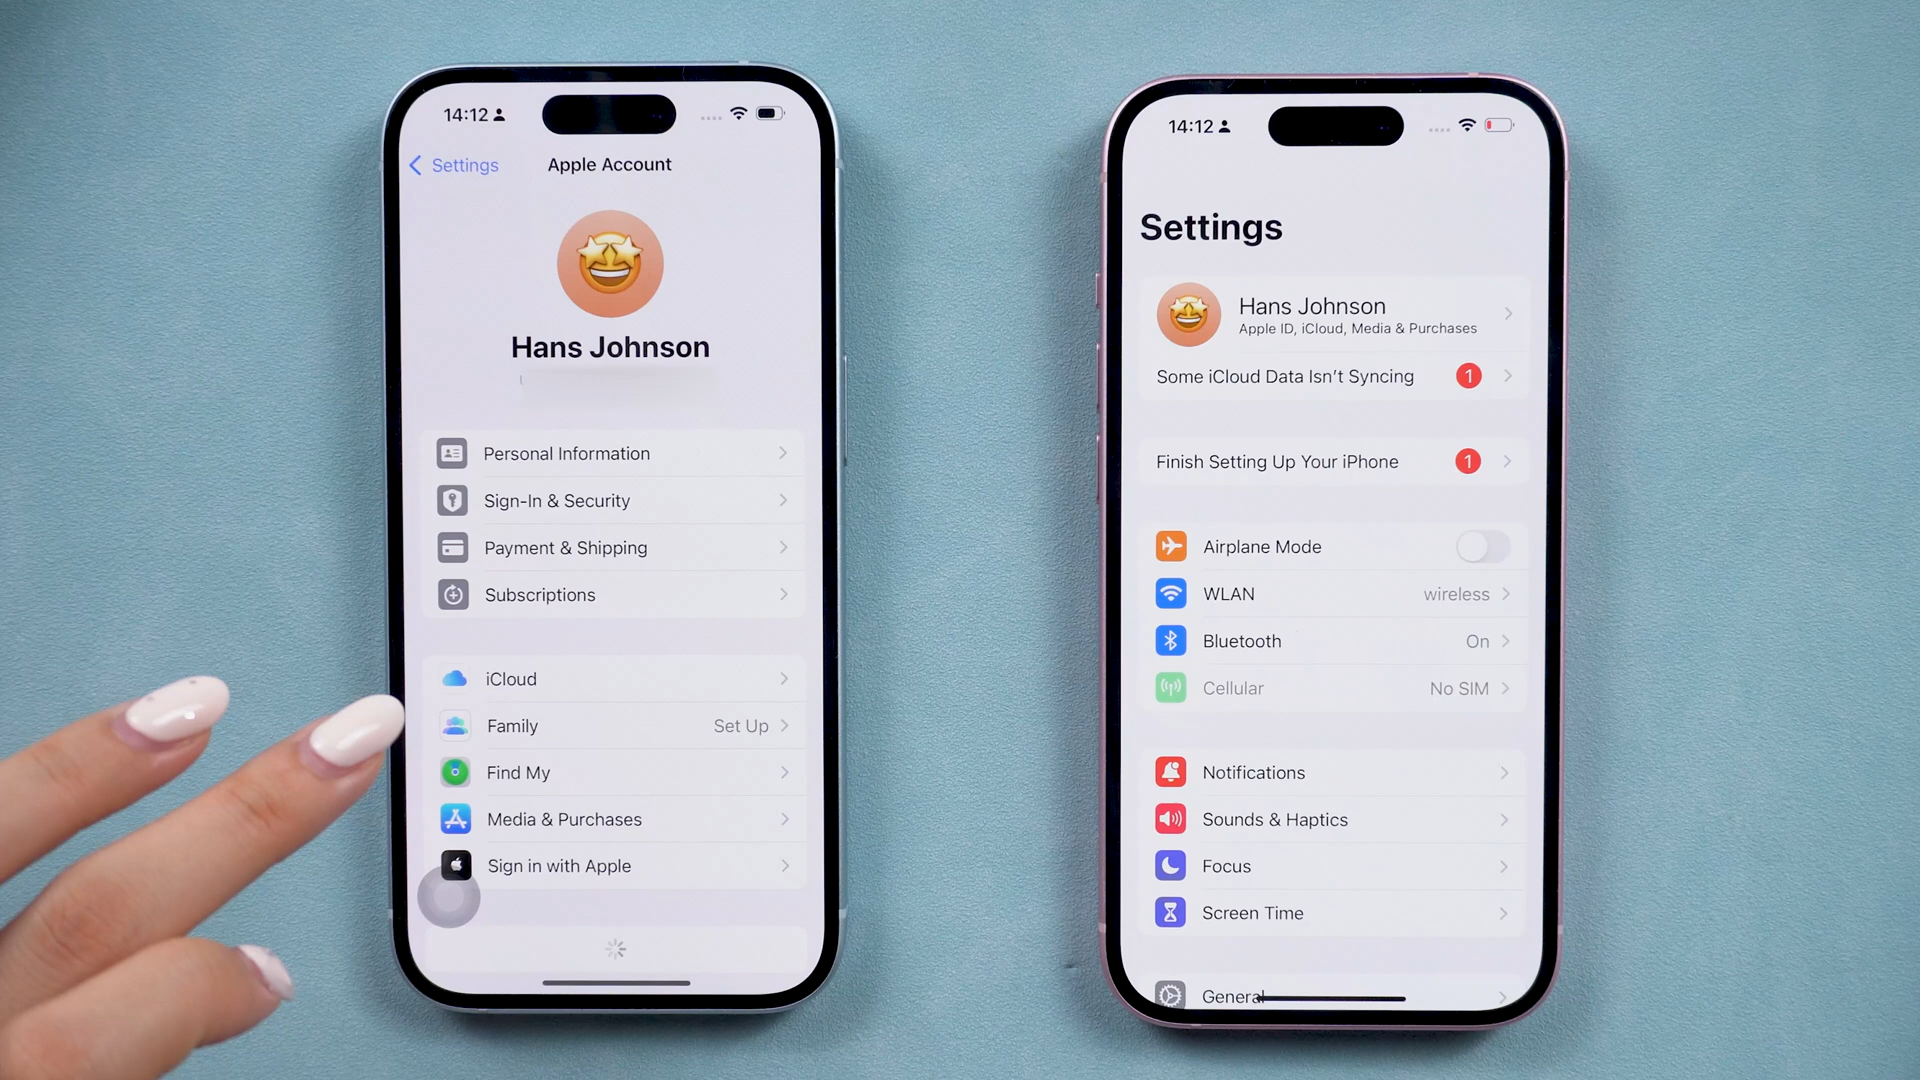 14:12
Settings
Apple Account
Hans Johnson
Personal Information
Sign-In & Security
Payment & Shipping
Subscriptions
iCloud
Family
Set Up
Find My
Media & Purchases
Sign in with Apple
14:12
Settings
Hans Johnson
Apple ID, iCloud, Media & Purchases
Some iCloud Data Isn’t Syncing
1
Finish Setting Up Your iPhone
1
Airplane Mode
WLAN
wireless
Bluetooth
On
Cellular
No SIM
Notifications
Sounds & Haptics
Focus
Screen Time
General